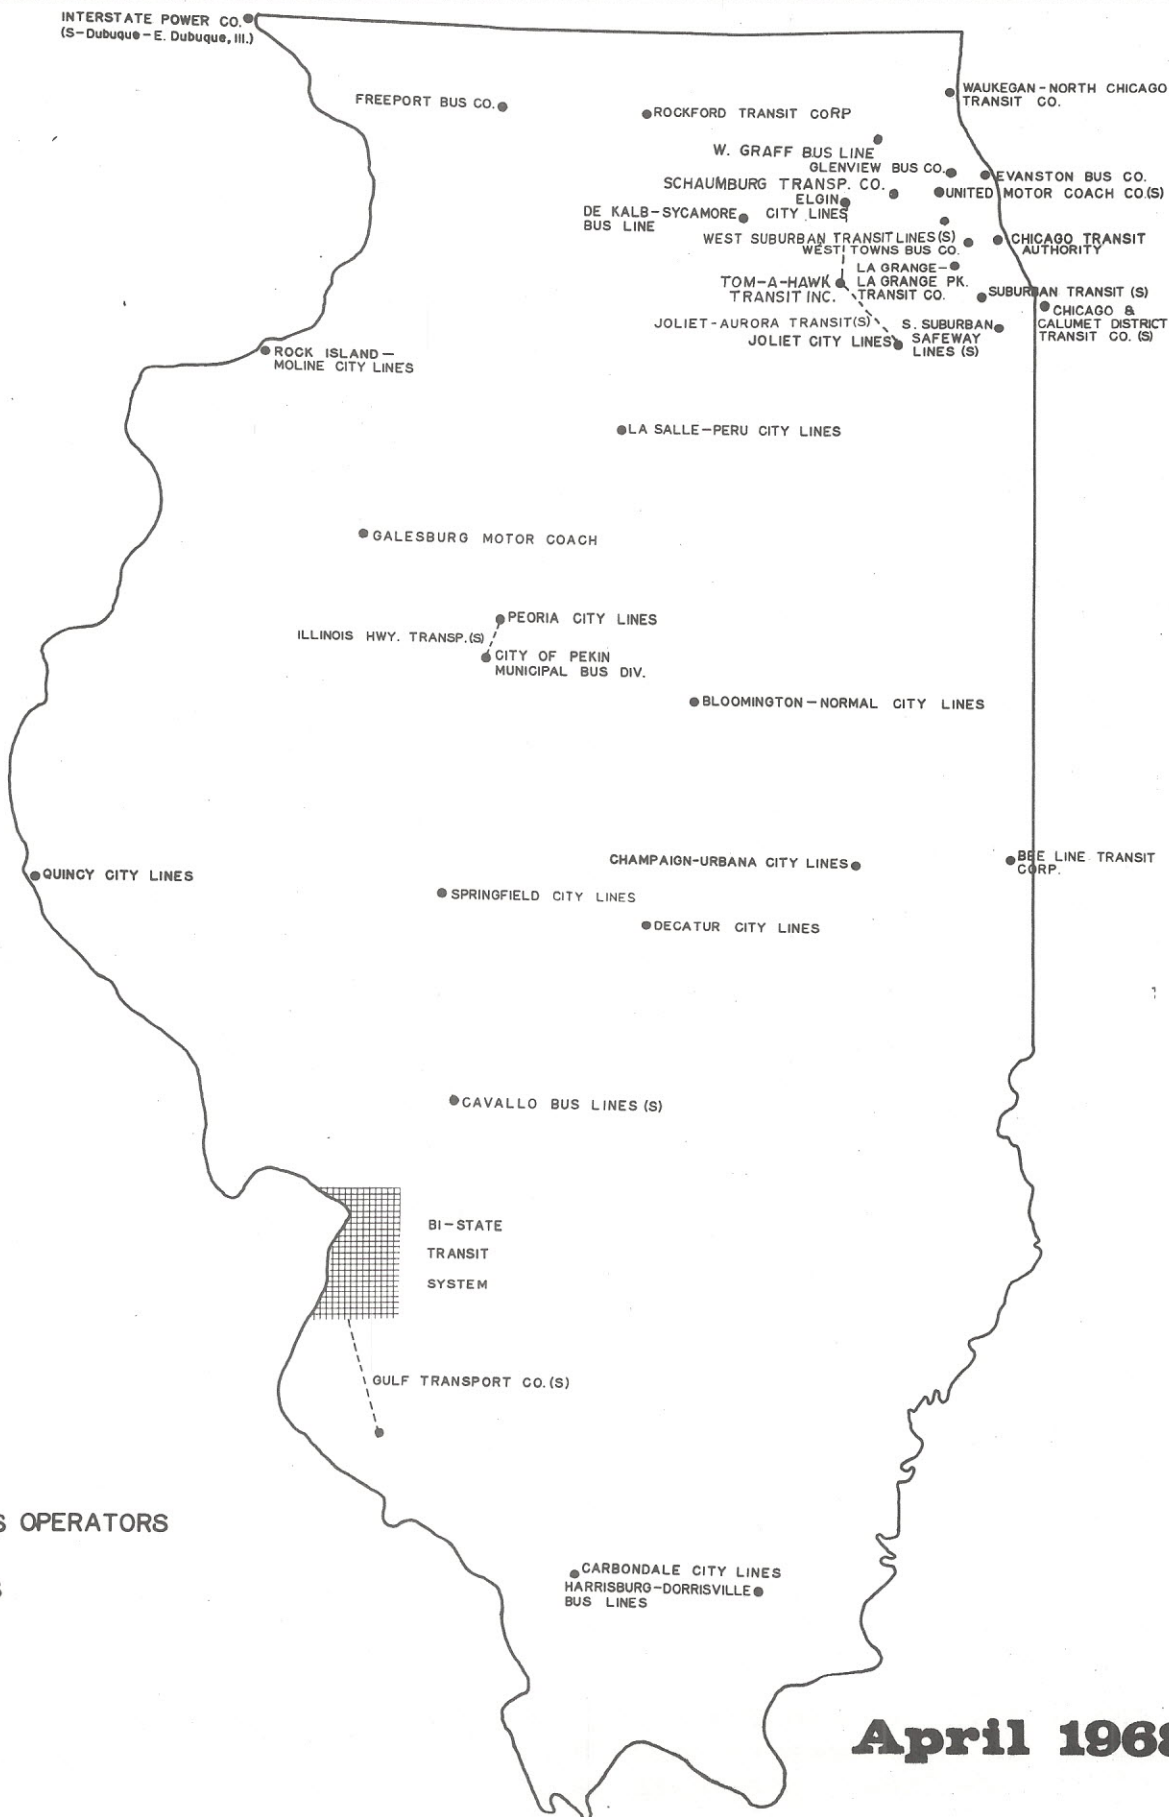 INTERSTATE POWER CO.
(S-Dubuque-E. Dubuque, Ill.)
FREEPORT BUS CO.
ROCKFORD TRANSIT CORP
WAUKEGAN-NORTH CHICAGO
TRANSIT CO.
W. GRAFF BUS LINE
GLENVIEW BUS CO.
EVANSTON BUS CO.
SCHAUMBURG TRANSP. CO.
UNITED MOTOR COACH CO.(S)
ELGIN
CITY LINES
DE KALB-SYCAMORE
BUS LINE
WEST SUBURBAN TRANSIT LINES (S)
WEST TOWNS BUS CO.
CHICAGO TRANSIT
AUTHORITY
LA GRANGE-
LA GRANGE PK.
TRANSIT CO.
TOM-A-HAWK
TRANSIT INC.
SUBURBAN TRANSIT (S)
CHICAGO &
CALUMET DISTRICT
TRANSIT CO. (S)
JOLIET-AURORA TRANSIT(S)
JOLIET CITY LINES
S. SUBURBAN
SAFEWAY
LINES (S)
ROCK ISLAND-
MOLINE CITY LINES
LA SALLE-PERU CITY LINES
GALESBURG MOTOR COACH
PEORIA CITY LINES
ILLINOIS HWY. TRANSP.(S)
CITY OF PEKIN
MUNICIPAL BUS DIV.
BLOOMINGTON-NORMAL CITY LINES
CHAMPAIGN-URBANA CITY LINES
BEE LINE TRANSIT
CORP.
QUINCY CITY LINES
SPRINGFIELD CITY LINES
DECATUR CITY LINES
CAVALLO BUS LINES (S)
BI-STATE
TRANSIT
SYSTEM
GULF TRANSPORT CO. (S)
S OPERATORS
S
CARBONDALE CITY LINES
HARRISBURG-DORRISVILLE
BUS LINES
April 1968